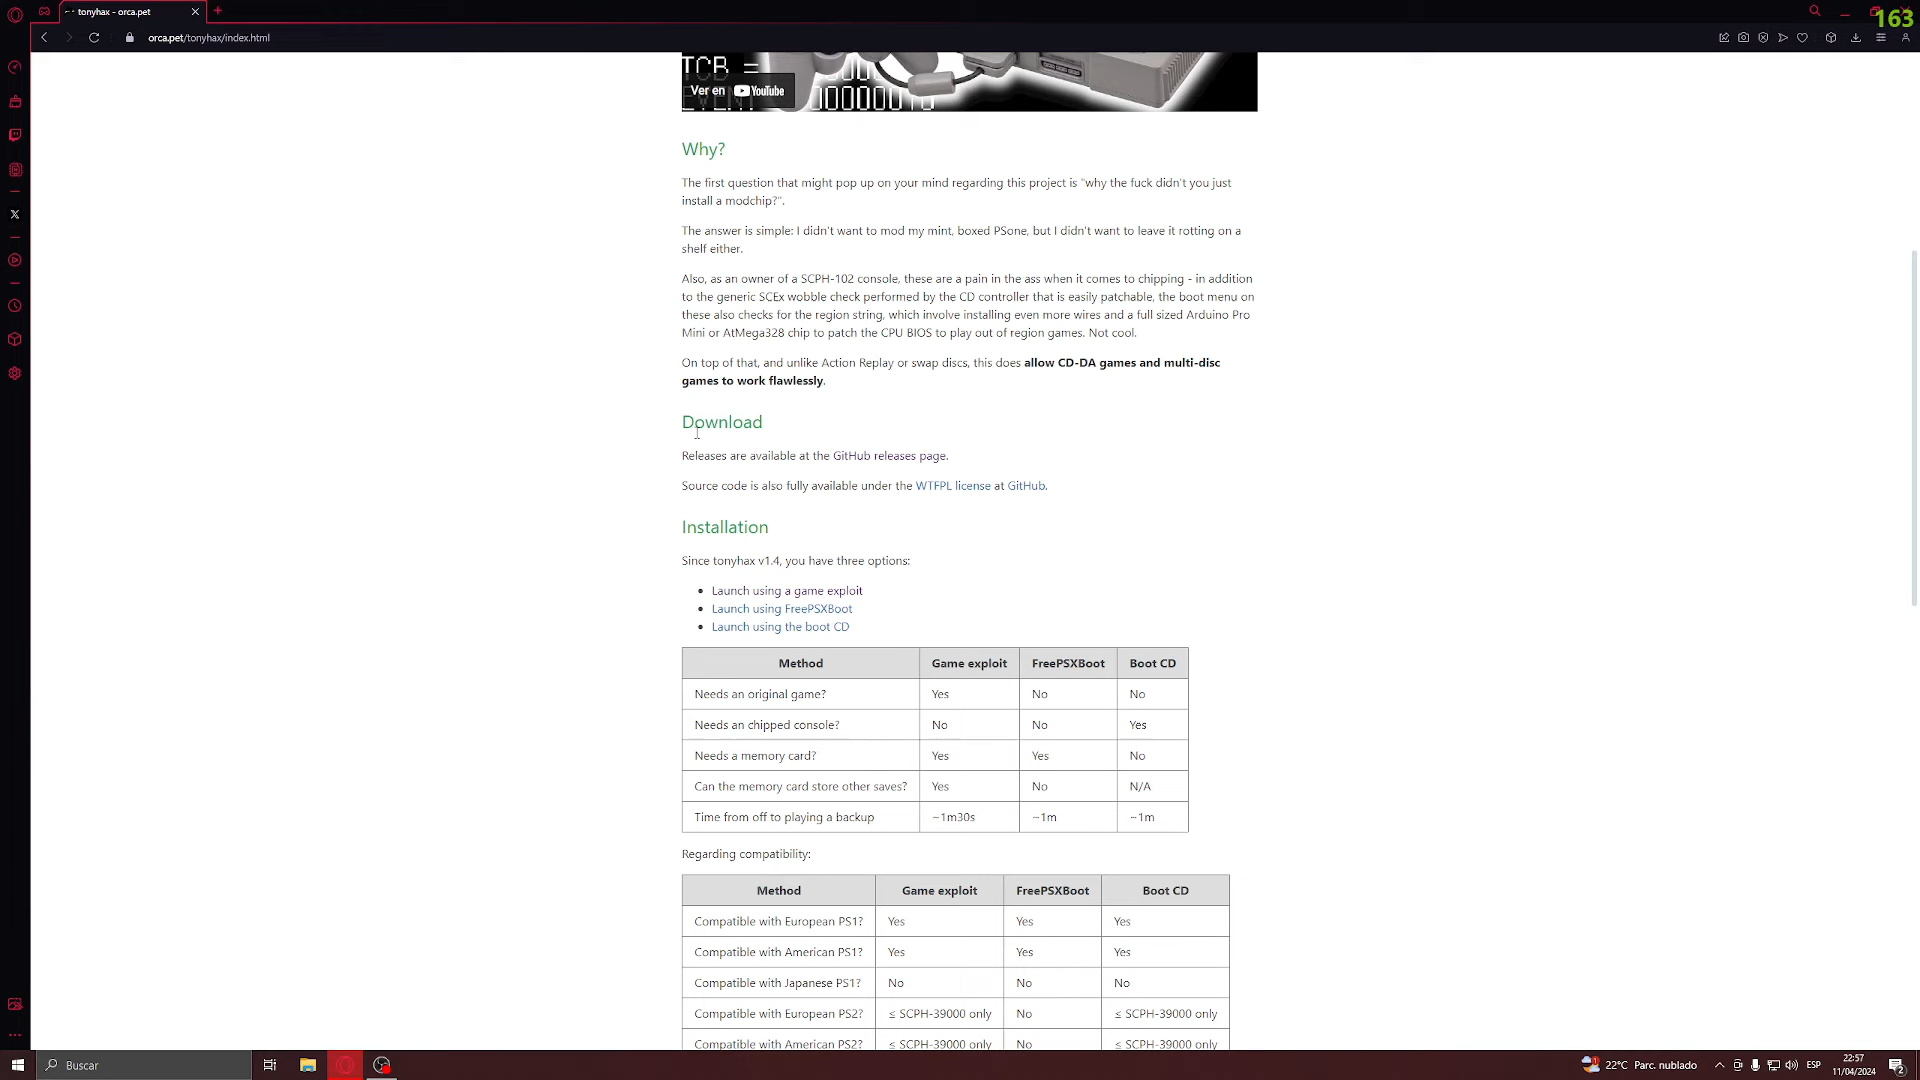 tonyhax - orca.pet
163
orca.pet/tonyhax/index.html
TCB =
Ver en YouTube
Why?
The first question that might pop up on your mind regarding this project is "why the fuck didn't you just
install a modchip?".
The answer is simple: I didn't want to mod my mint, boxed PSone, but I didn't want to leave it rotting on a
shelf either.
Also, as an owner of a SCPH-102 console, these are a pain in the ass when it comes to chipping - in addition
to the generic SCEx wobble check performed by the CD controller that is easily patchable, the boot menu on
these also checks for the region string, which involve installing even more wires and a full sized Arduino Pro
Mini or AtMega328 chip to patch the CPU BIOS to play out of region games. Not cool.
On top of that, and unlike Action Replay or swap discs, this does allow CD-DA games and multi-disc
games to work flawlessly.
Download
Releases are available at the GitHub releases page.
Source code is also fully available under the WTFPL license at GitHub.
Installation
Since tonyhax v1.4, you have three options:
• Launch using a game exploit
• Launch using FreePSXBoot
• Launch using the boot CD
Method Game exploit FreePSXBoot Boot CD
Needs an original game? Yes No No
Needs an chipped console? No No Yes
Needs a memory card? Yes Yes No
Can the memory card store other saves? Yes No N/A
Time from off to playing a backup ~1m30s ~1m ~1m
Regarding compatibility:
Method Game exploit FreePSXBoot Boot CD
Compatible with European PS1? Yes Yes Yes
Compatible with American PS1? Yes Yes Yes
Compatible with Japanese PS1? No No No
Compatible with European PS2? ≤ SCPH-39000 only No ≤ SCPH-39000 only
Compatible with American PS2? ≤ SCPH-39000 only No ≤ SCPH-39000 only
Buscar
22°C Parc. nublado
ESP
22:57
11/04/2024
2